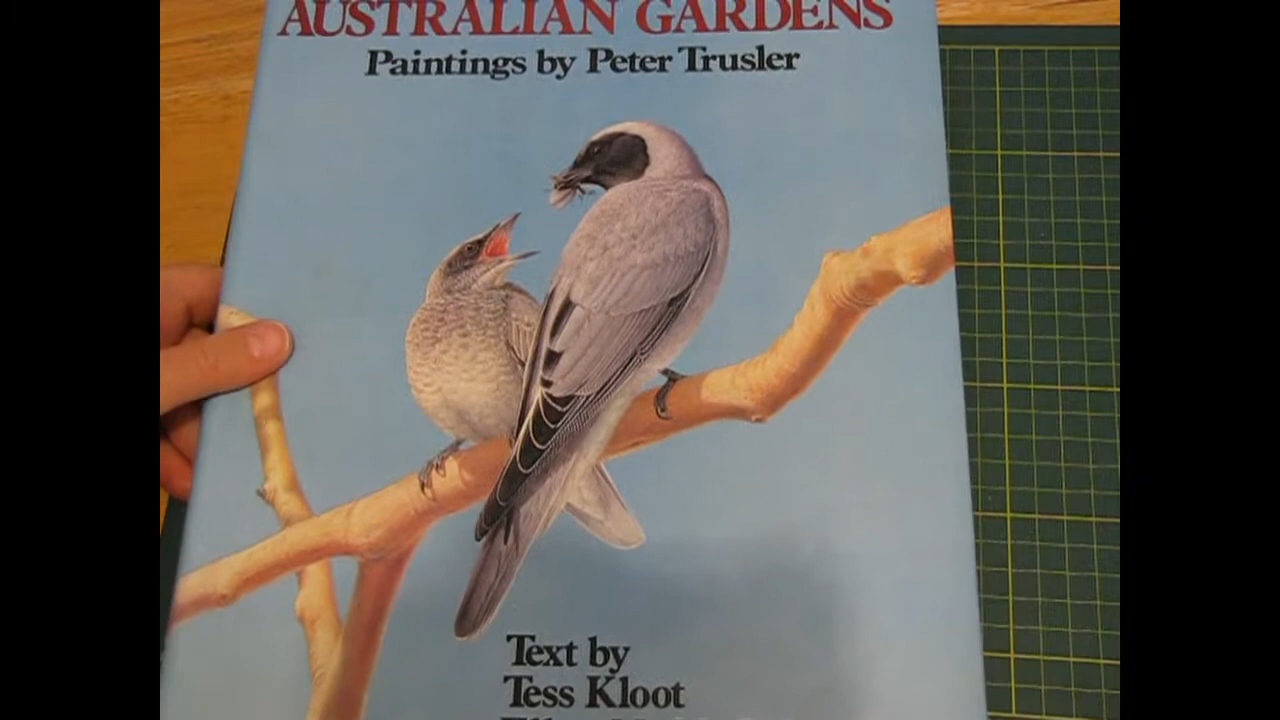 AUSTRALIAN GARDENS
Paintings by Peter Trusler
Text by
Tess Kloot